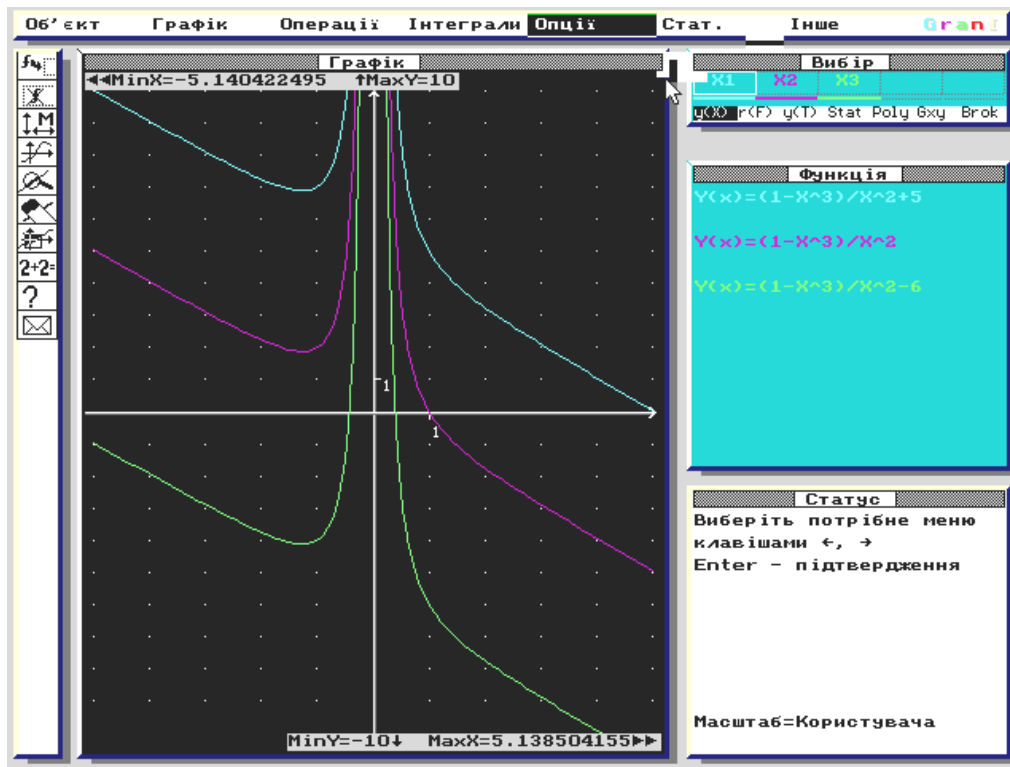 Об'єкт Графік Операції Інтеграли Опції Стат. Інше Gran1
Графік
◄◄MinX=-5.140422495 ↑MaxY=10
1
1
MinY=-10↓ MaxX=5.138504155►►
2+2=
?
Вибір
X1 X2 X3
y(X) r(F) y(T) Stat Poly Gxy Brok
Функція
Y(x)=(1-X^3)/X^2+5
Y(x)=(1-X^3)/X^2
Y(x)=(1-X^3)/X^2-6
Статус
Виберіть потрібне меню
клавішами ←, →
Enter - підтвердження
Масштаб=Користувача